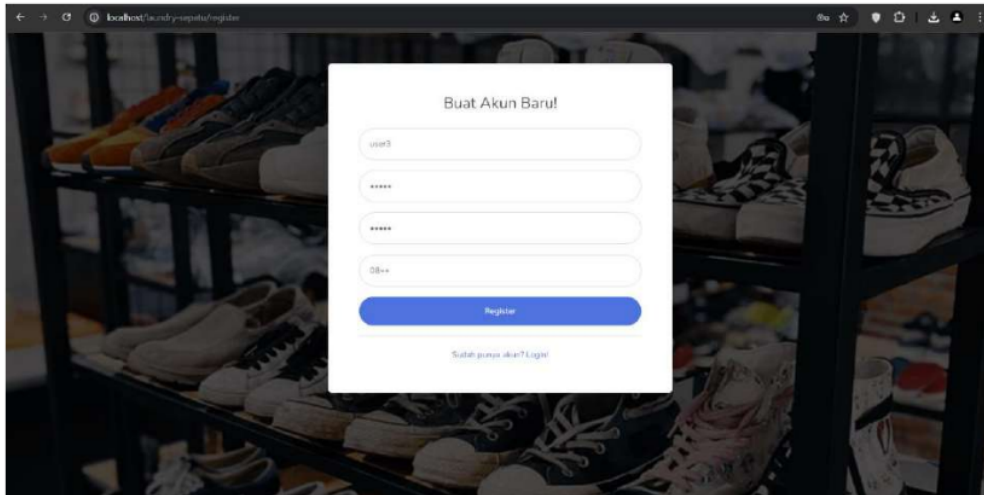 localhost/laundry-sepatu/register
Buat Akun Baru!
user3
•••••
•••••
08**
Register
Sudah punya akun? Login!